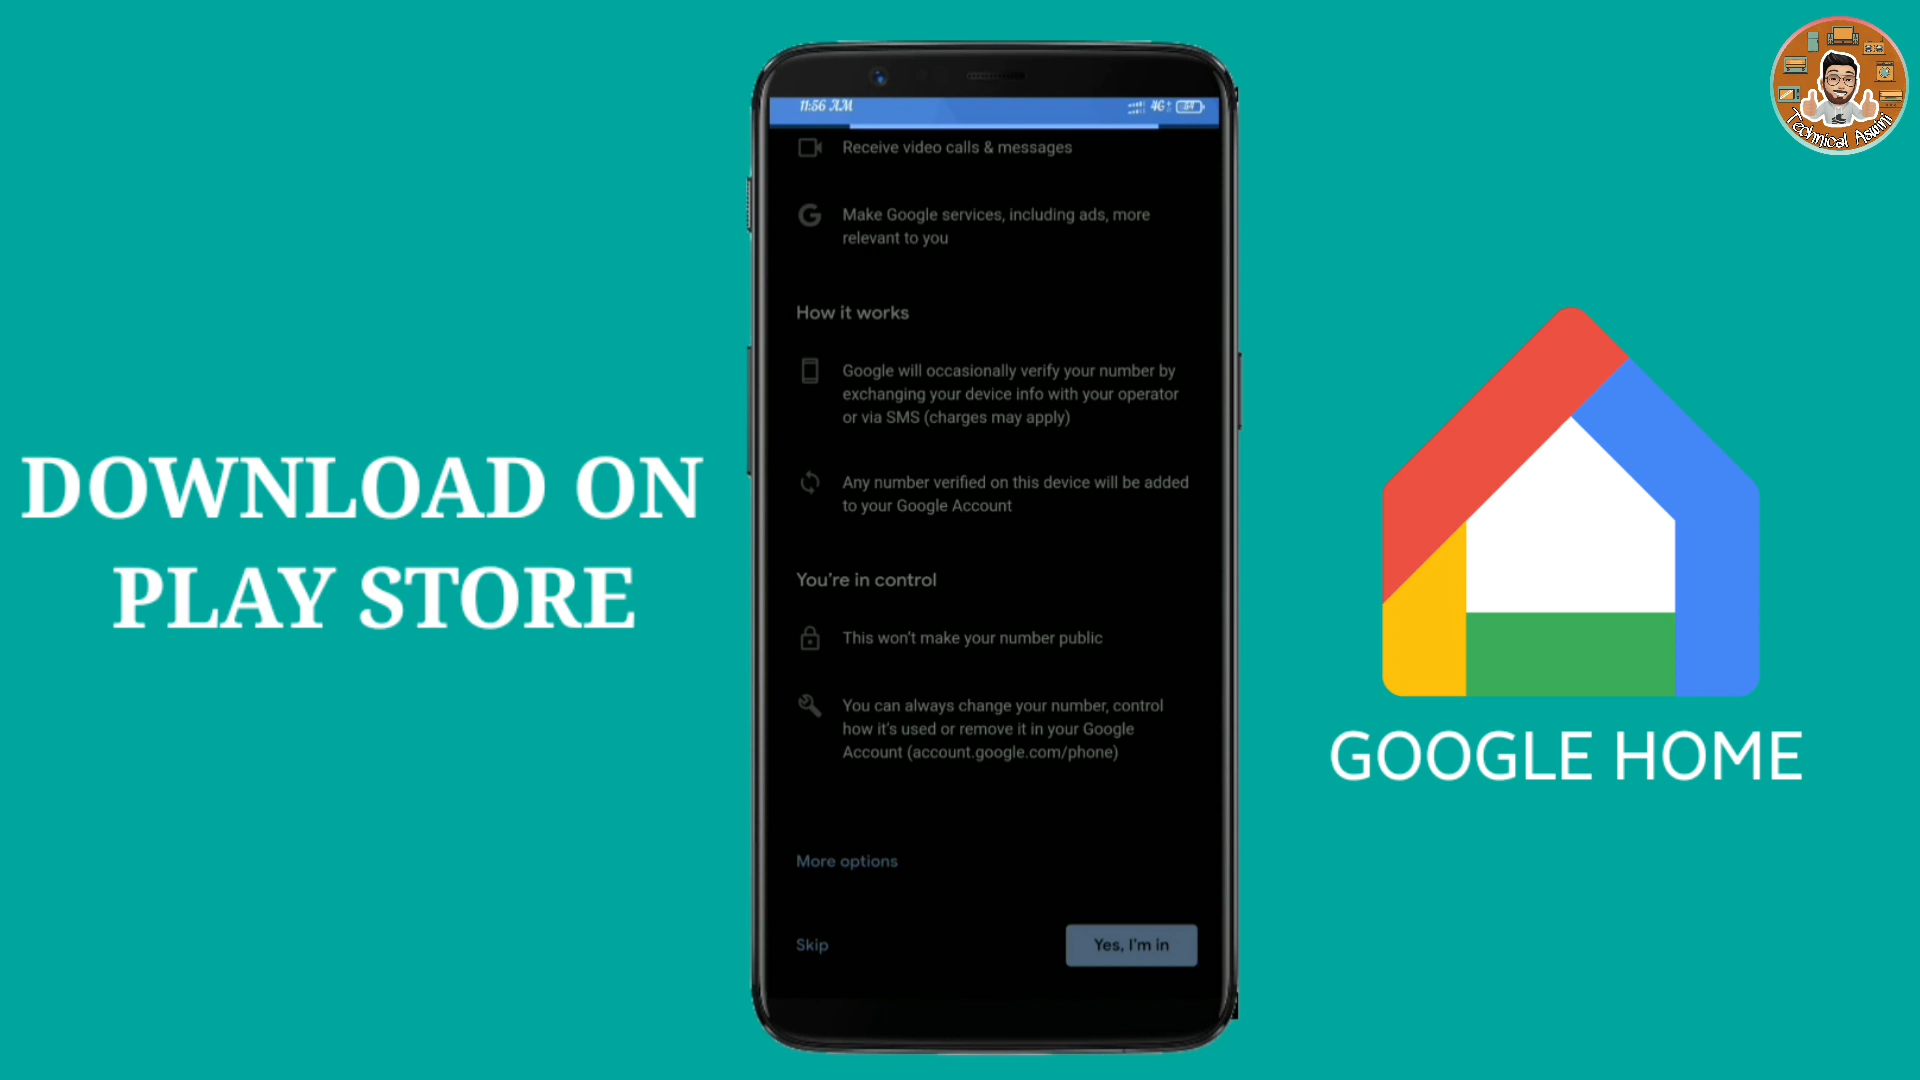 DOWNLOAD ON
PLAY STORE
11:56 AM
4G+
Receive video calls & messages
Make Google services, including ads, more
relevant to you
How it works
Google will occasionally verify your number by
exchanging your device info with your operator
or via SMS (charges may apply)
Any number verified on this device will be added
to your Google Account
You're in control
This won't make your number public
You can always change your number, control
how it's used or remove it in your Google
Account (account.google.com/phone)
More options
Skip
Yes, I'm in
GOOGLE HOME
Technical Aswini